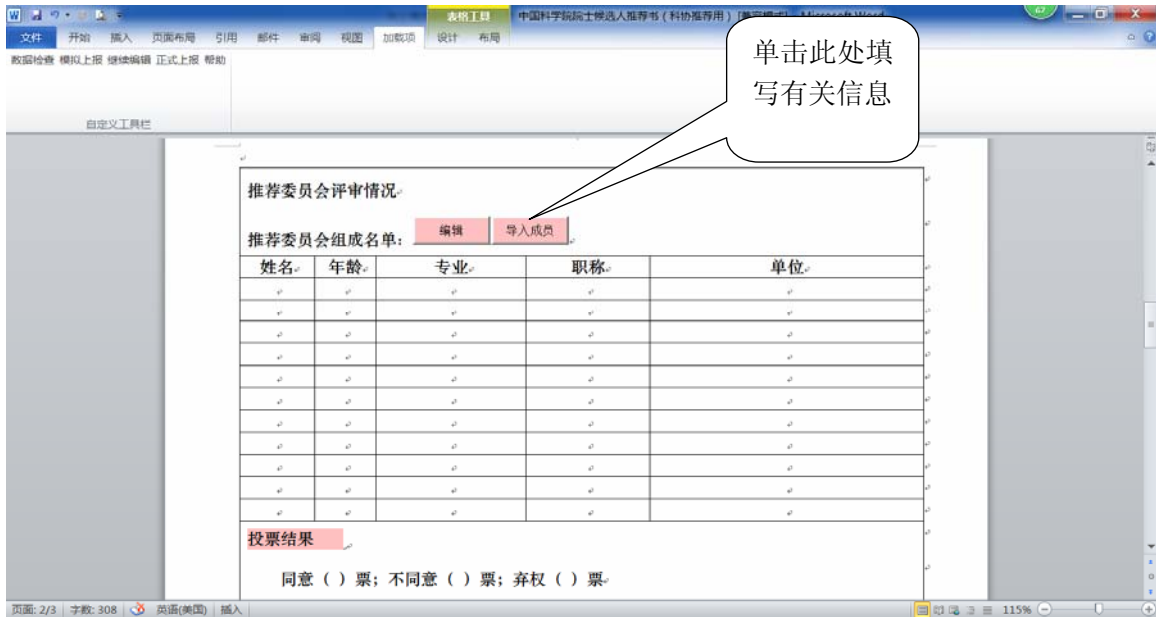 表格工具 中国科学院院士候选人推荐书（科协推荐用）[兼容模式] - Microsoft Word
67
文件 开始 插入 页面布局 引用 邮件 审阅 视图 加载项 设计 布局
数据检查 模拟上报 继续编辑 正式上报 帮助
自定义工具栏
单击此处填
写有关信息
推荐委员会评审情况
推荐委员会组成名单： 编辑 导入成员
姓名 年龄 专业 职称 单位
投票结果
同意（ ）票；不同意（ ）票；弃权（ ）票
页面: 2/3 字数: 308 英语(美国) 插入 115%